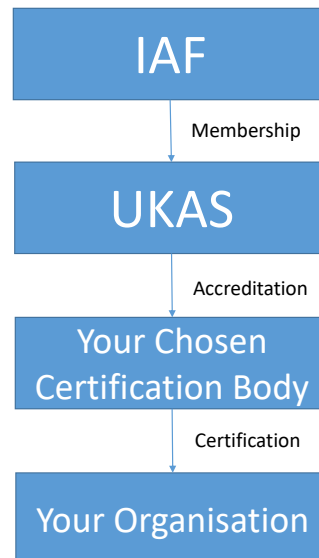 IAF
Membership
UKAS
Accreditation
Your Chosen
Certification Body
Certification
Your Organisation